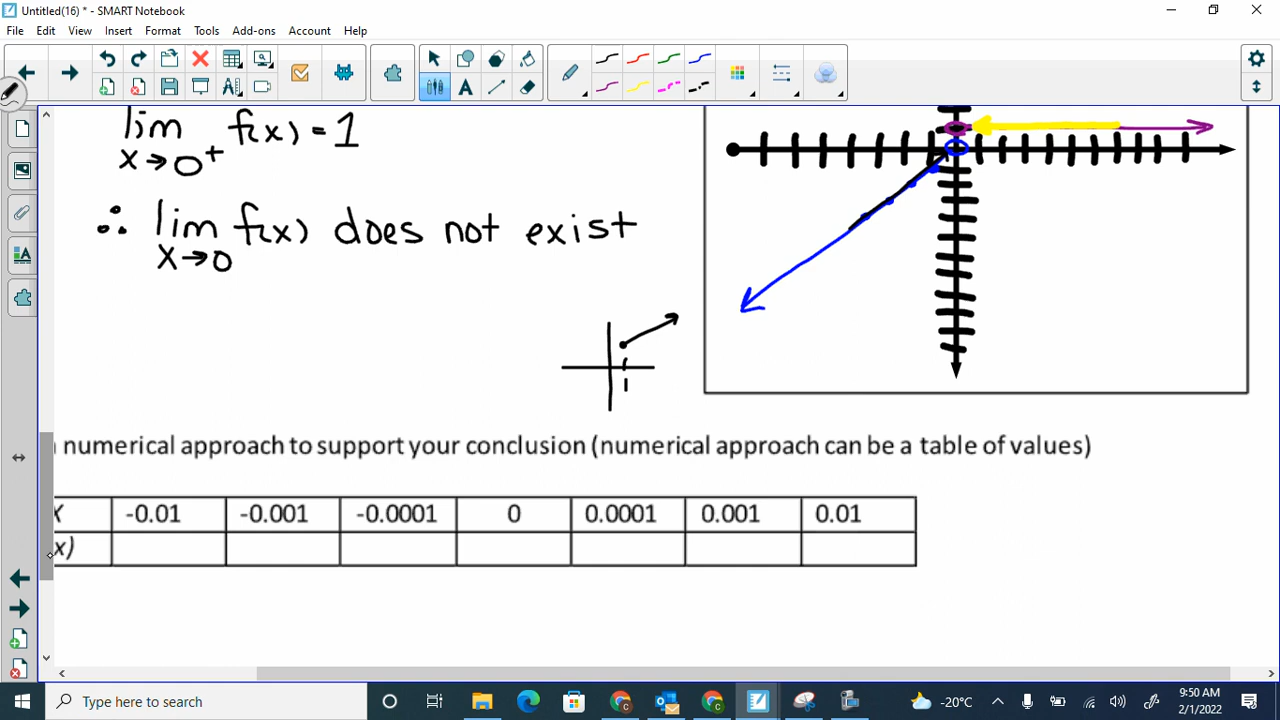 Untitled(16) * - SMART Notebook
File Edit View Insert Format Tools Add-ons Account Help
lim f(x) = 1
x→0+
∴ lim f(x) does not exist
x→0
1
numerical approach to support your conclusion (numerical approach can be a table of values)
X -0.01 -0.001 -0.0001 0 0.0001 0.001 0.01
x)
Type here to search
-20°C
9:50 AM
2/1/2022